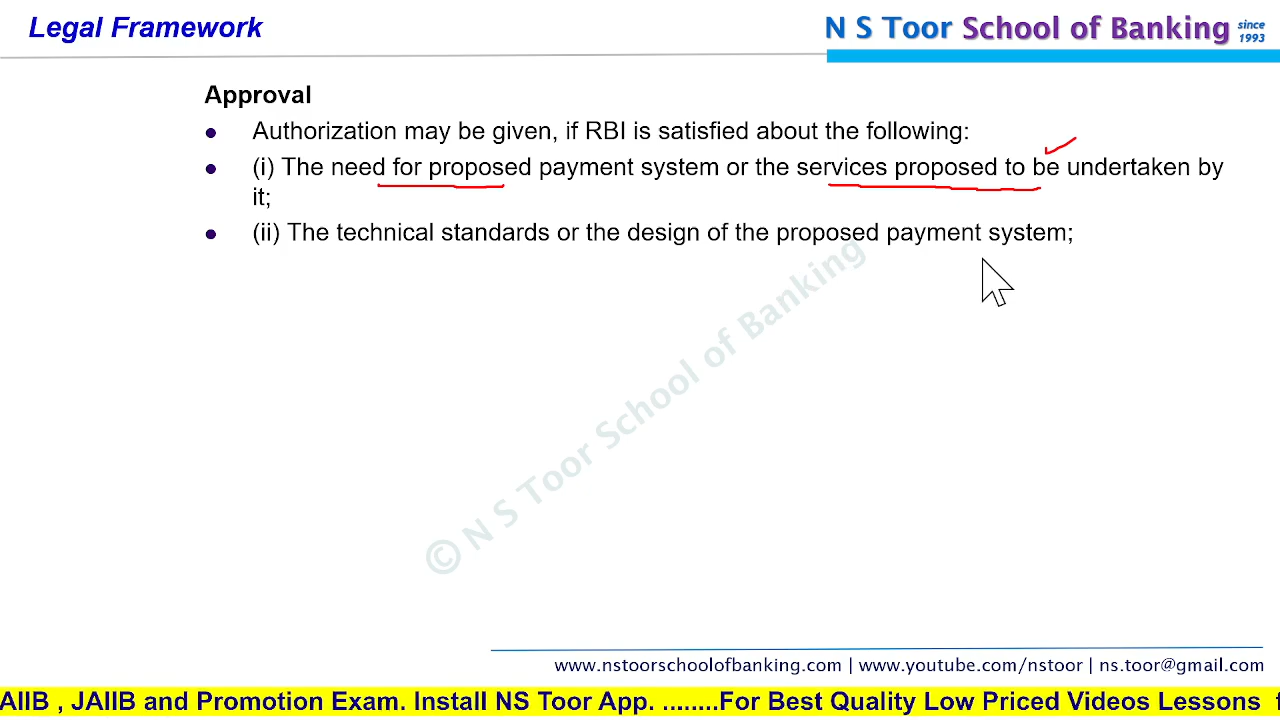 Legal Framework
N S Toor School of Banking since 1993
Approval
Authorization may be given, if RBI is satisfied about the following:
(i) The need for proposed payment system or the services proposed to be undertaken by
it;
(ii) The technical standards or the design of the proposed payment system;
© N S Toor School of Banking
www.nstoorschoolofbanking.com | www.youtube.com/nstoor | ns.toor@gmail.com
AIIB , JAIIB and Promotion Exam. Install NS Toor App. ........For Best Quality Low Priced Videos Lessons